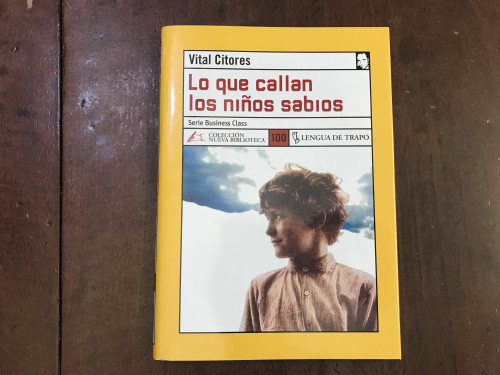 Vital Citores
Lo que callan
los niños sabios
Serie Business Class
COLECCIÓN
NUEVA BIBLIOTECA
100
LENGUA DE TRAPO